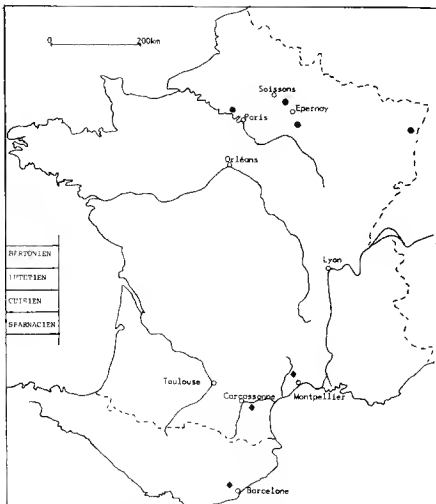 0 200km
Soissons
Epernay
Paris
Orléans
BARTONIEN
LUTETIEN
CUISIEN
SPARNACIEN
Lyon
Toulouse
Carcassonne
Montpellier
Barcelone